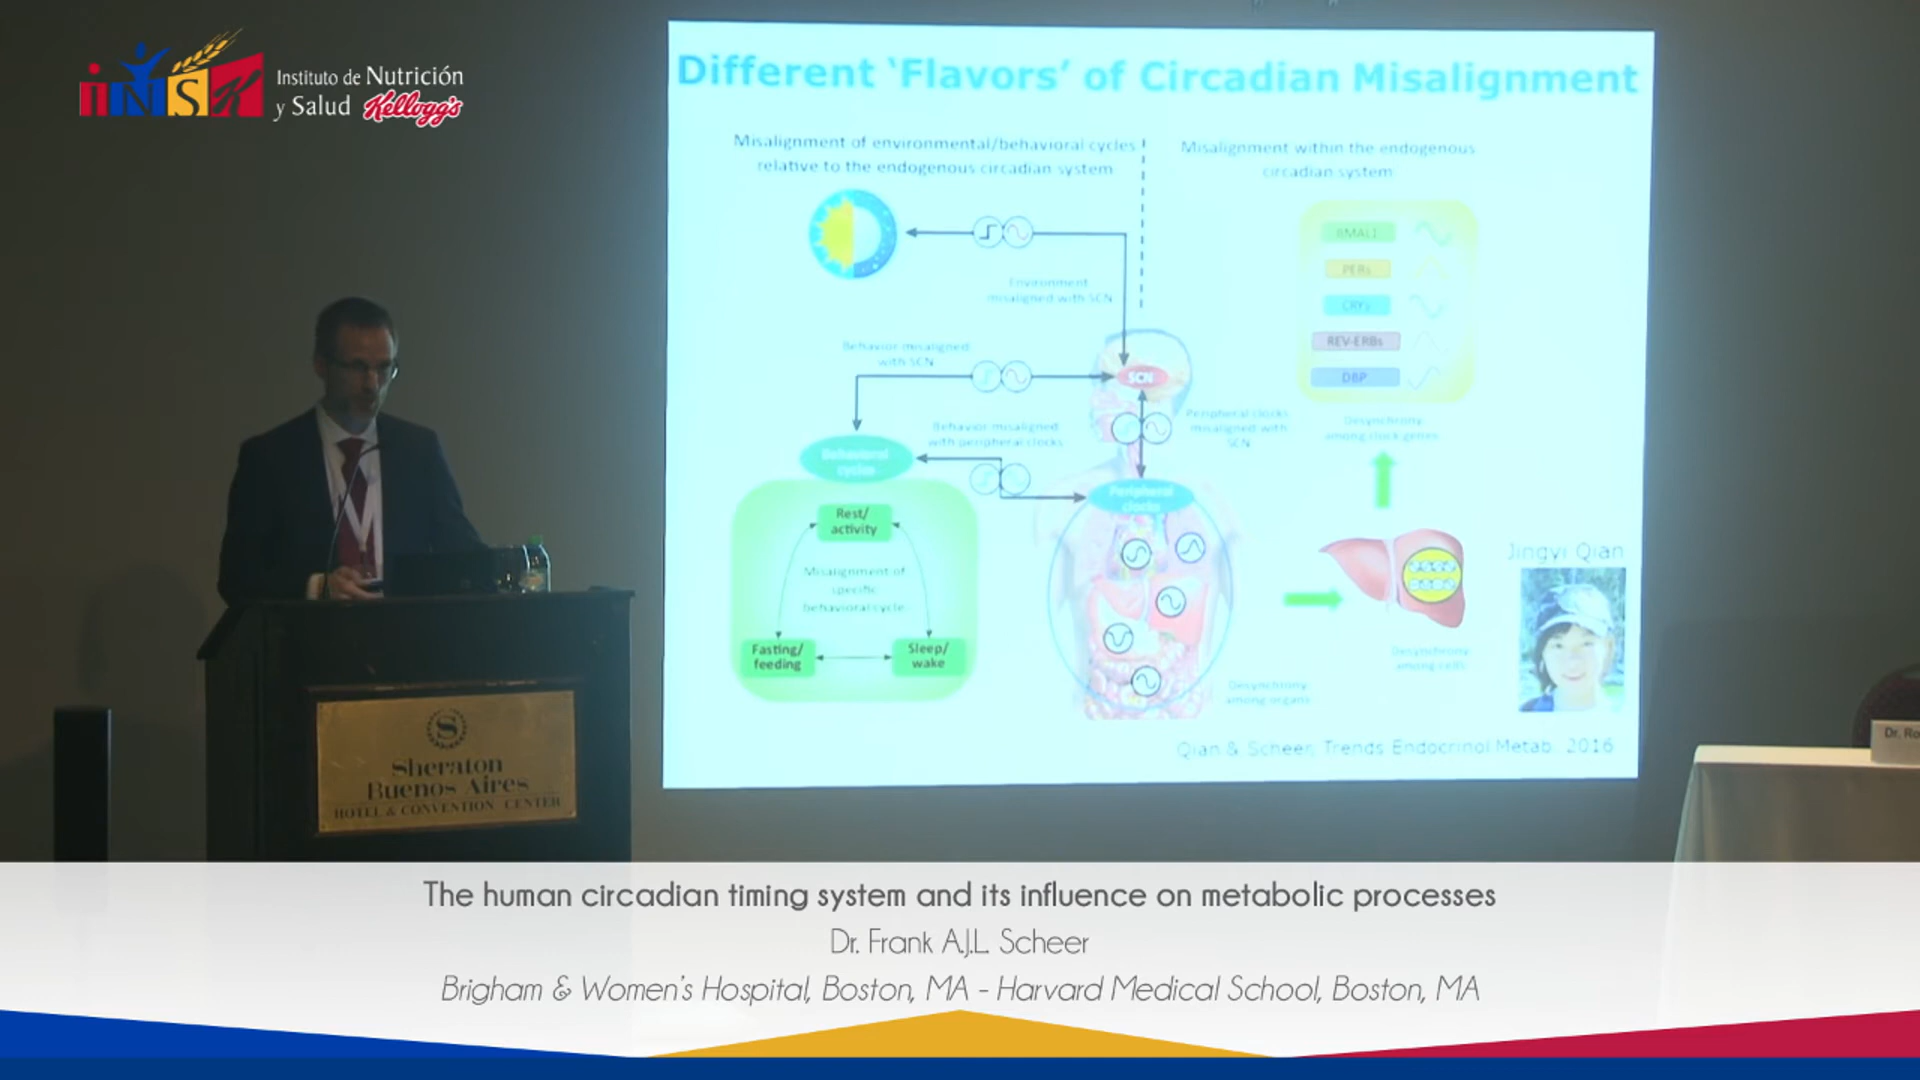 iNSK
Instituto de Nutrición
y Salud Kellogg's
Different ‘Flavors’ of Circadian Misalignment
Misalignment of environmental/behavioral cycles
relative to the endogenous circadian system
Misalignment within the endogenous
circadian system
BMAL1
PERs
CRYs
REV-ERBs
DBP
Desynchrony
among clock genes
Environment
misaligned with SCN
Behavior misaligned
with SCN
SCN
Behavior misaligned
with peripheral clocks
Peripheral clocks
misaligned with
SCN
Behavioral
cycles
Peripheral
clocks
Rest/
activity
Misalignment of
specific
behavioral cycles
Fasting/
feeding
Sleep/
wake
Desynchrony
among organs
Desynchrony
among cells
Jingyi Qian
Qian & Scheer, Trends Endocrinol Metab. 2016
S
Sheraton
Buenos Aires
HOTEL & CONVENTION CENTER
Dr. Ro
The human circadian timing system and its influence on metabolic processes
Dr. Frank A.J.L. Scheer
Brigham & Women's Hospital, Boston, MA - Harvard Medical School, Boston, MA